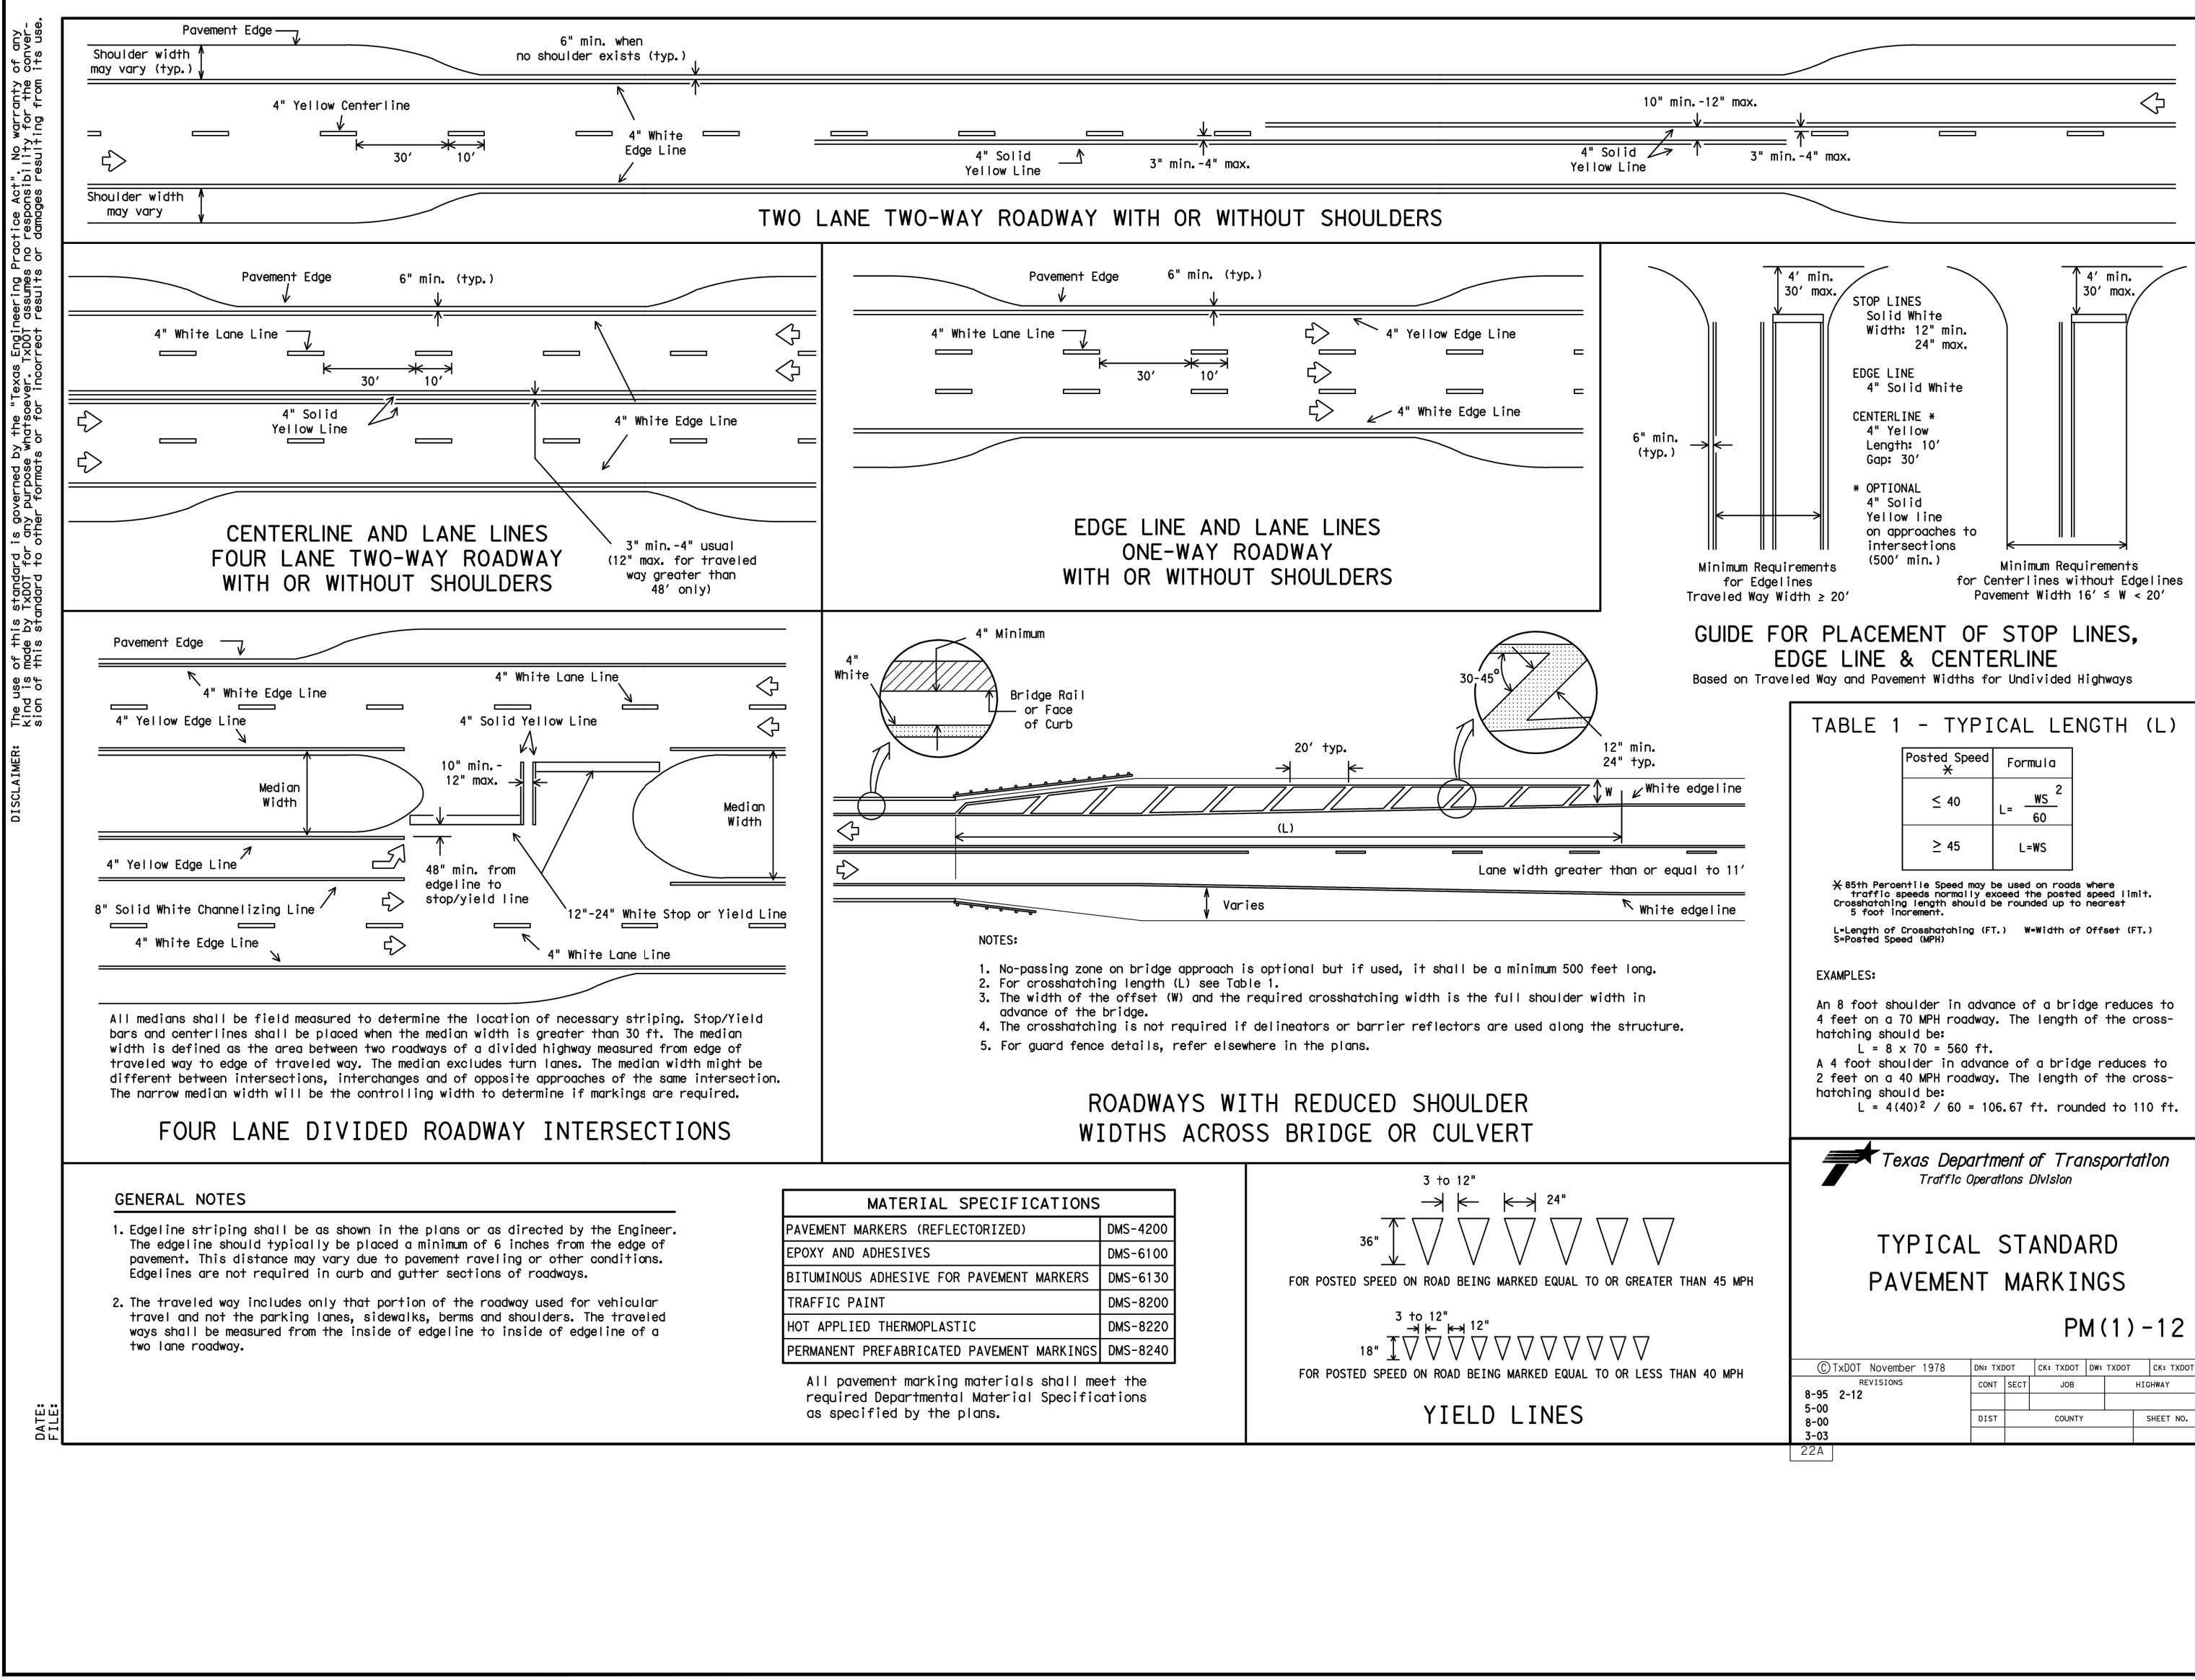 DISCLAIMER:
The use of this standard is governed by the "Texas Engineering Practice Act". No warranty of any
kind is made by TxDOT for any purpose whatsoever. TxDOT assumes no responsibility for the conver-
sion of this standard to other formats or for incorrect results or damages resulting from its use.
DATE:
FILE:
Pavement Edge
Shoulder width
may vary (typ.)
6" min. when
no shoulder exists (typ.)
4" Yellow Centerline
30'
10'
4" White
Edge Line
4" Solid
Yellow Line
3" min.-4" max.
10" min.-12" max.
4" Solid
Yellow Line
3" min.-4" max.
Shoulder width
may vary
TWO LANE TWO-WAY ROADWAY WITH OR WITHOUT SHOULDERS
Pavement Edge
6" min. (typ.)
4" White Lane Line
30'
10'
4" Solid
Yellow Line
4" White Edge Line
3" min.-4" usual
(12" max. for traveled
way greater than
48' only)
CENTERLINE AND LANE LINES
FOUR LANE TWO-WAY ROADWAY
WITH OR WITHOUT SHOULDERS
Pavement Edge
6" min. (typ.)
4" White Lane Line
4" Yellow Edge Line
30'
10'
4" White Edge Line
EDGE LINE AND LANE LINES
ONE-WAY ROADWAY
WITH OR WITHOUT SHOULDERS
4' min.
30' max.
4' min.
30' max.
STOP LINES
Solid White
Width: 12" min.
24" max.
EDGE LINE
4" Solid White
CENTERLINE *
4" Yellow
Length: 10'
Gap: 30'
* OPTIONAL
4" Solid
Yellow line
on approaches to
intersections
(500' min.)
6" min.
(typ.)
Minimum Requirements
for Edgelines
Traveled Way Width ≥ 20'
Minimum Requirements
for Centerlines without Edgelines
Pavement Width 16' ≤ W < 20'
GUIDE FOR PLACEMENT OF STOP LINES,
EDGE LINE & CENTERLINE
Based on Traveled Way and Pavement Widths for Undivided Highways
Pavement Edge
4" White Edge Line
4" White Lane Line
4" Yellow Edge Line
4" Solid Yellow Line
10" min.-
12" max.
Median
Width
Median
Width
4" Yellow Edge Line
48" min. from
edgeline to
stop/yield line
8" Solid White Channelizing Line
12"-24" White Stop or Yield Line
4" White Edge Line
4" White Lane Line
All medians shall be field measured to determine the location of necessary striping. Stop/Yield
bars and centerlines shall be placed when the median width is greater than 30 ft. The median
width is defined as the area between two roadways of a divided highway measured from edge of
traveled way to edge of traveled way. The median excludes turn lanes. The median width might be
different between intersections, interchanges and of opposite approaches of the same intersection.
The narrow median width will be the controlling width to determine if markings are required.
FOUR LANE DIVIDED ROADWAY INTERSECTIONS
4" Minimum
4"
White
Bridge Rail
or Face
of Curb
30-45°
12" min.
24" typ.
20' typ.
W
White edgeline
(L)
Lane width greater than or equal to 11'
Varies
White edgeline
NOTES:
1. No-passing zone on bridge approach is optional but if used, it shall be a minimum 500 feet long.
2. For crosshatching length (L) see Table 1.
3. The width of the offset (W) and the required crosshatching width is the full shoulder width in
advance of the bridge.
4. The crosshatching is not required if delineators or barrier reflectors are used along the structure.
5. For guard fence details, refer elsewhere in the plans.
ROADWAYS WITH REDUCED SHOULDER
WIDTHS ACROSS BRIDGE OR CULVERT
TABLE 1 - TYPICAL LENGTH (L)
Posted Speed * Formula
≤ 40 L= WS² / 60
≥ 45 L=WS
* 85th Percentile Speed may be used on roads where
traffic speeds normally exceed the posted speed limit.
Crosshatching length should be rounded up to nearest
5 foot increment.
L=Length of Crosshatching (FT.) W=Width of Offset (FT.)
S=Posted Speed (MPH)
EXAMPLES:
An 8 foot shoulder in advance of a bridge reduces to
4 feet on a 70 MPH roadway. The length of the cross-
hatching should be:
L = 8 x 70 = 560 ft.
A 4 foot shoulder in advance of a bridge reduces to
2 feet on a 40 MPH roadway. The length of the cross-
hatching should be:
L = 4(40)² / 60 = 106.67 ft. rounded to 110 ft.
GENERAL NOTES
1. Edgeline striping shall be as shown in the plans or as directed by the Engineer.
The edgeline should typically be placed a minimum of 6 inches from the edge of
pavement. This distance may vary due to pavement raveling or other conditions.
Edgelines are not required in curb and gutter sections of roadways.
2. The traveled way includes only that portion of the roadway used for vehicular
travel and not the parking lanes, sidewalks, berms and shoulders. The traveled
ways shall be measured from the inside of edgeline to inside of edgeline of a
two lane roadway.
MATERIAL SPECIFICATIONS
PAVEMENT MARKERS (REFLECTORIZED) DMS-4200
EPOXY AND ADHESIVES DMS-6100
BITUMINOUS ADHESIVE FOR PAVEMENT MARKERS DMS-6130
TRAFFIC PAINT DMS-8200
HOT APPLIED THERMOPLASTIC DMS-8220
PERMANENT PREFABRICATED PAVEMENT MARKINGS DMS-8240
All pavement marking materials shall meet the
required Departmental Material Specifications
as specified by the plans.
3 to 12"
24"
36"
FOR POSTED SPEED ON ROAD BEING MARKED EQUAL TO OR GREATER THAN 45 MPH
3 to 12"
12"
18"
FOR POSTED SPEED ON ROAD BEING MARKED EQUAL TO OR LESS THAN 40 MPH
YIELD LINES
Texas Department of Transportation
Traffic Operations Division
TYPICAL STANDARD
PAVEMENT MARKINGS
PM(1)-12
© TxDOT November 1978 DN: TXDOT CK: TXDOT DW: TXDOT CK: TXDOT
REVISIONS
8-95 2-12
5-00
8-00
3-03
CONT SECT JOB HIGHWAY
DIST COUNTY SHEET NO.
22A